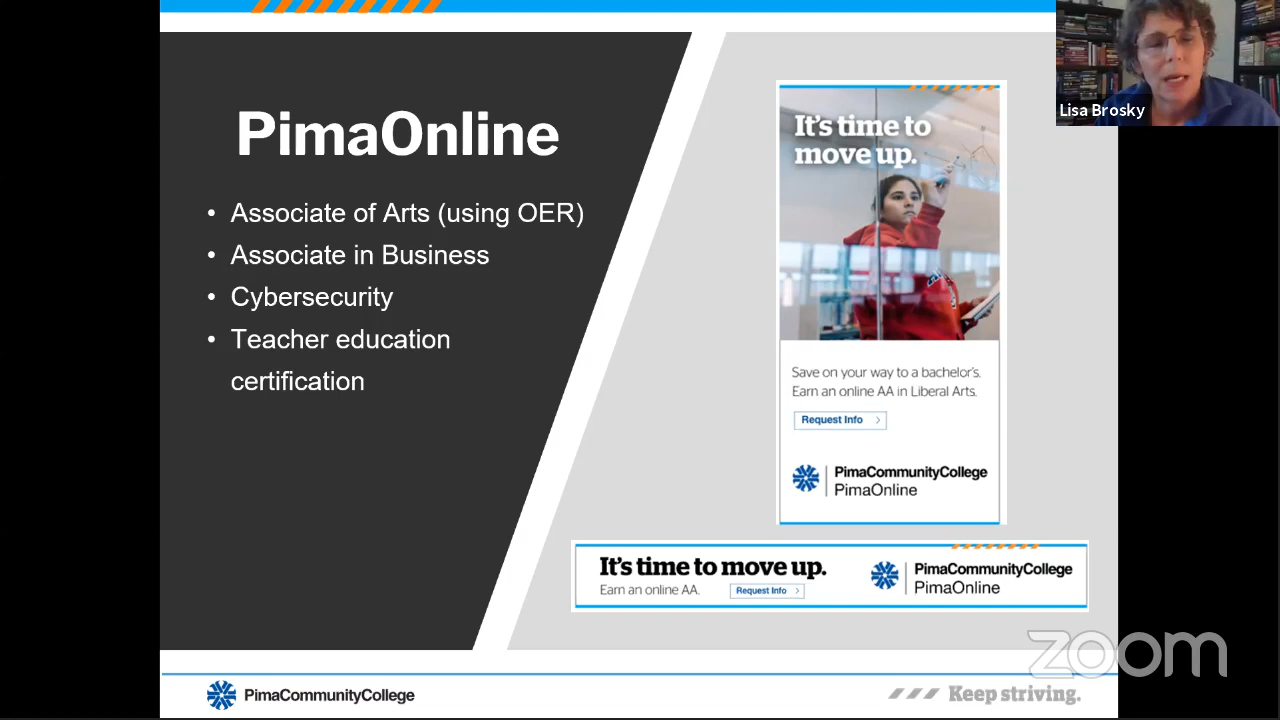 PimaOnline
• Associate of Arts (using OER)
• Associate in Business
• Cybersecurity
• Teacher education
certification
It's time to
move up.
Save on your way to a bachelor's.
Earn an online AA in Liberal Arts.
Request Info >
PimaCommunityCollege
PimaOnline
It's time to move up.
Earn an online AA.
Request Info >
PimaCommunityCollege
PimaOnline
Lisa Brosky
PimaCommunityCollege
Keep striving.
zoom